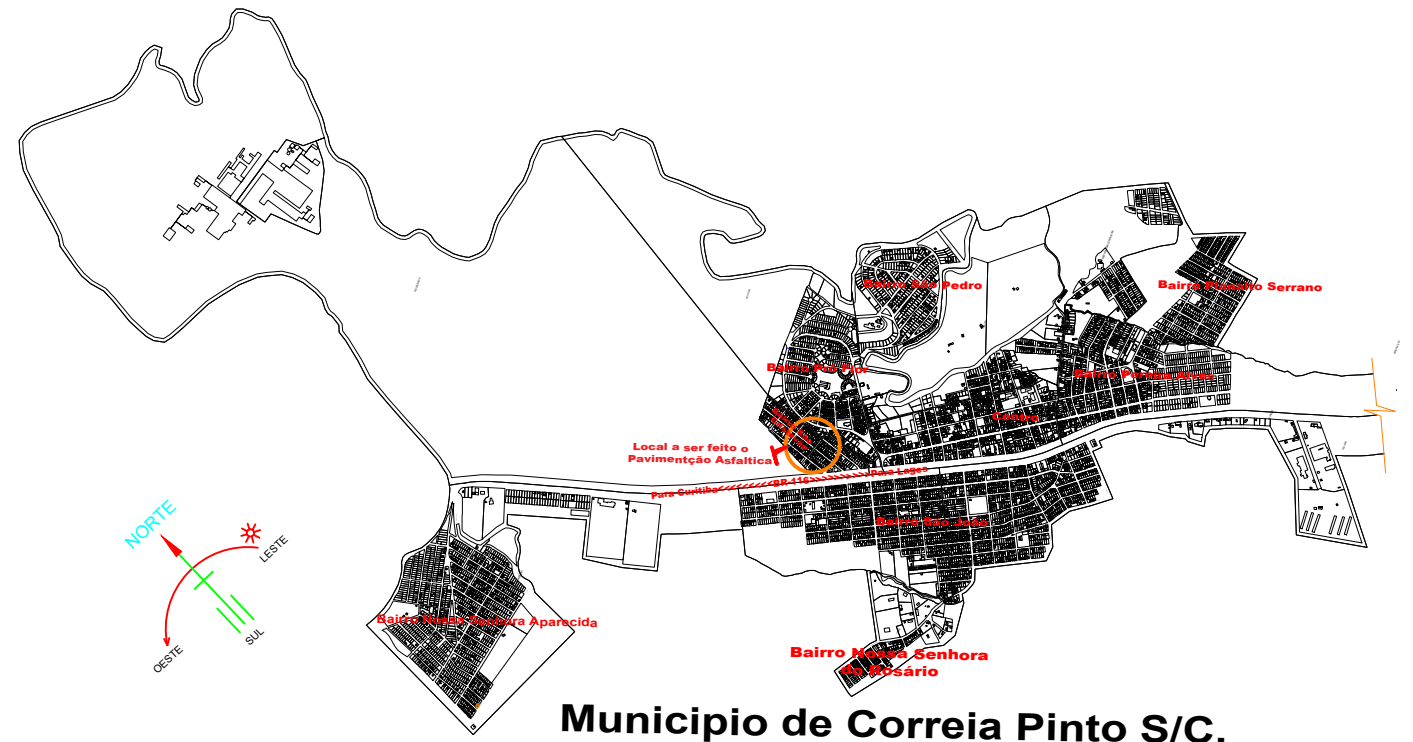 Bairro São Pedro
Bairro Planalto Serrano
Bairro Pro Flor
Bairro Pereira Alves
Centro
Local a ser feito o
Pavimentção Asfaltica
Para Curitiba<<<<<<<<BR-116>>>>>>>>>Para Lages
Bairro São João
NORTE
LESTE
SUL
OESTE
Bairro Nossa Senhora Aparecida
Bairro Nossa Senhora
do Rosário
Municipio de Correia Pinto S/C.